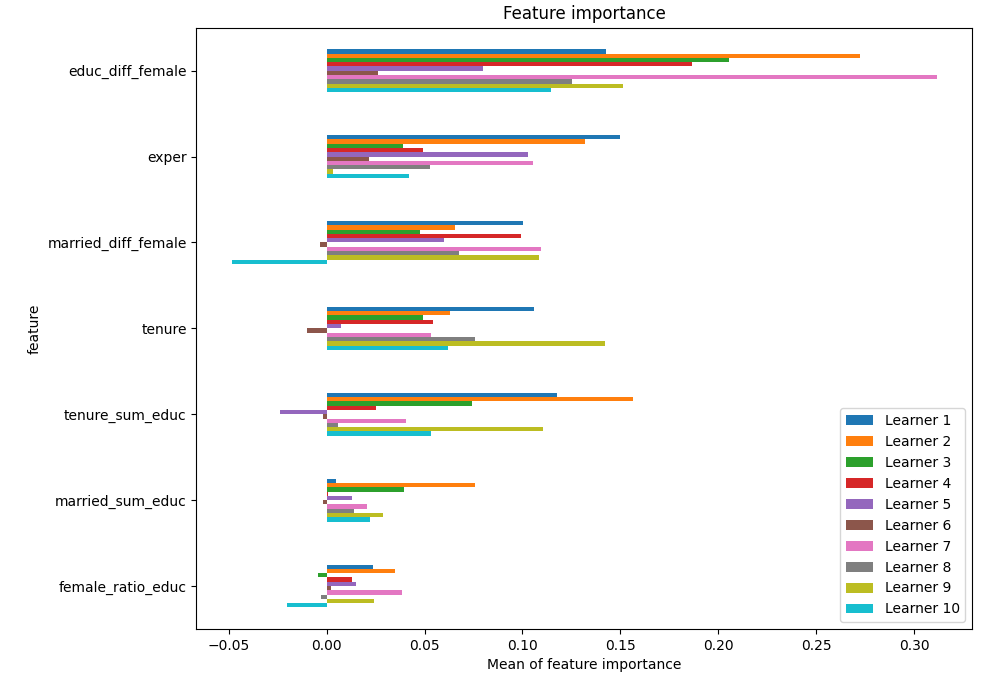 Feature importance
educ_diff_female
exper
married_diff_female
tenure
tenure_sum_educ
married_sum_educ
female_ratio_educ
feature
Learner 1
Learner 2
Learner 3
Learner 4
Learner 5
Learner 6
Learner 7
Learner 8
Learner 9
Learner 10
−0.05 0.00 0.05 0.10 0.15 0.20 0.25 0.30
Mean of feature importance